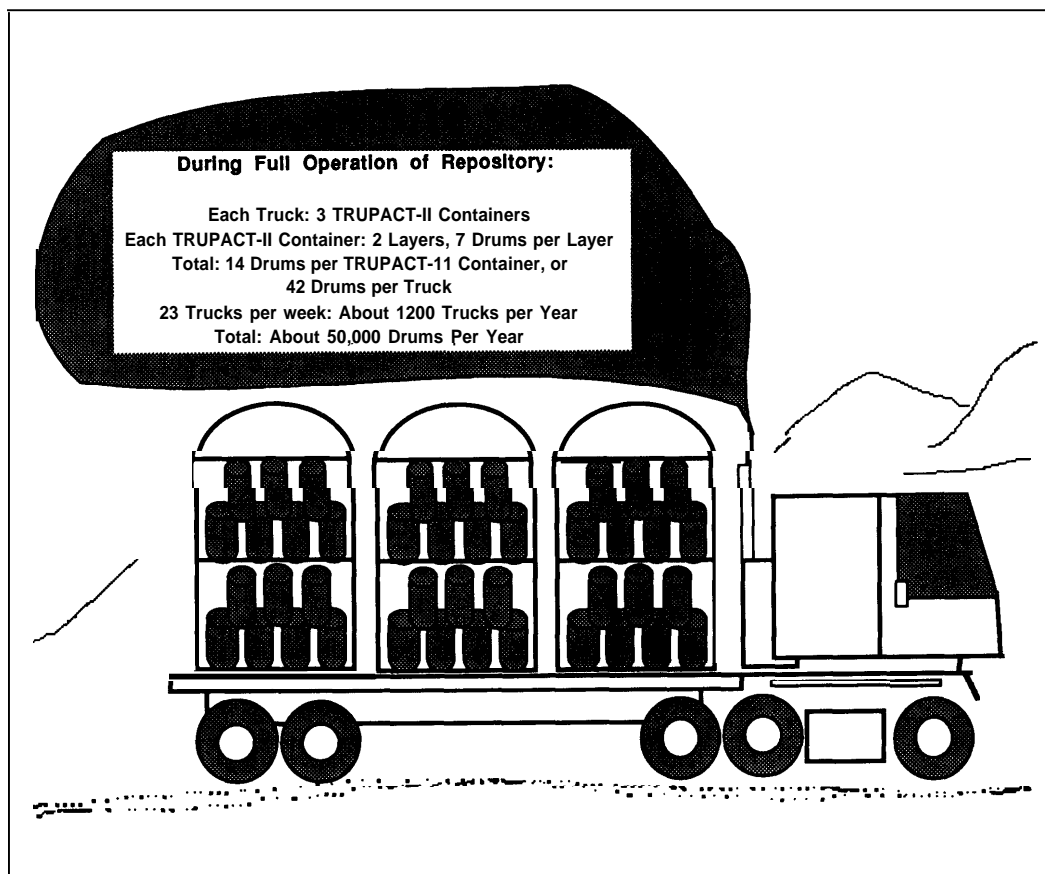 During Full Operation of Repository:
Each Truck: 3 TRUPACT-II Containers
Each TRUPACT-II Container: 2 Layers, 7 Drums per Layer
Total: 14 Drums per TRUPACT-11 Container, or
42 Drums per Truck
23 Trucks per week: About 1200 Trucks per Year
Total: About 50,000 Drums Per Year